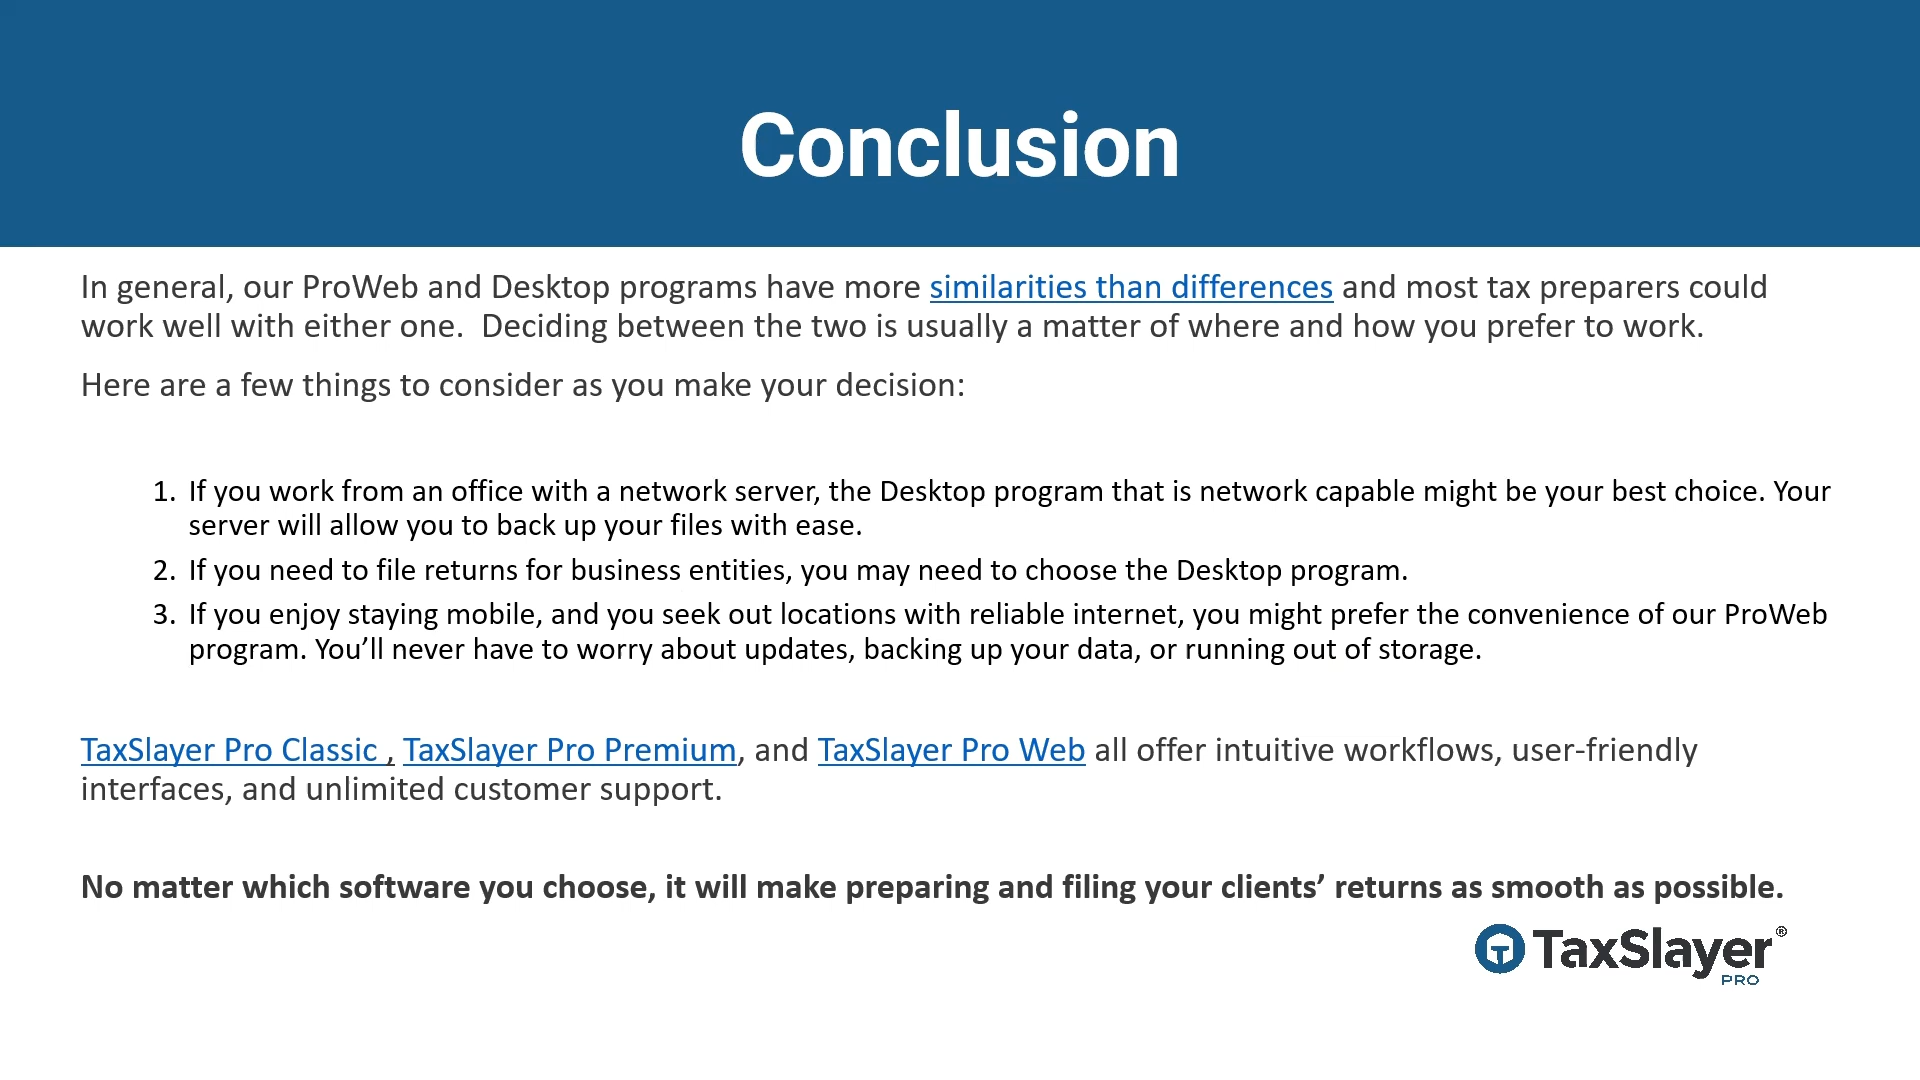 Conclusion
In general, our ProWeb and Desktop programs have more similarities than differences and most tax preparers could
work well with either one.  Deciding between the two is usually a matter of where and how you prefer to work.
Here are a few things to consider as you make your decision:
1. If you work from an office with a network server, the Desktop program that is network capable might be your best choice. Your
server will allow you to back up your files with ease.
2. If you need to file returns for business entities, you may need to choose the Desktop program.
3. If you enjoy staying mobile, and you seek out locations with reliable internet, you might prefer the convenience of our ProWeb
program. You’ll never have to worry about updates, backing up your data, or running out of storage.
TaxSlayer Pro Classic , TaxSlayer Pro Premium, and TaxSlayer Pro Web all offer intuitive workflows, user-friendly
interfaces, and unlimited customer support.
No matter which software you choose, it will make preparing and filing your clients’ returns as smooth as possible.
TaxSlayer®
PRO